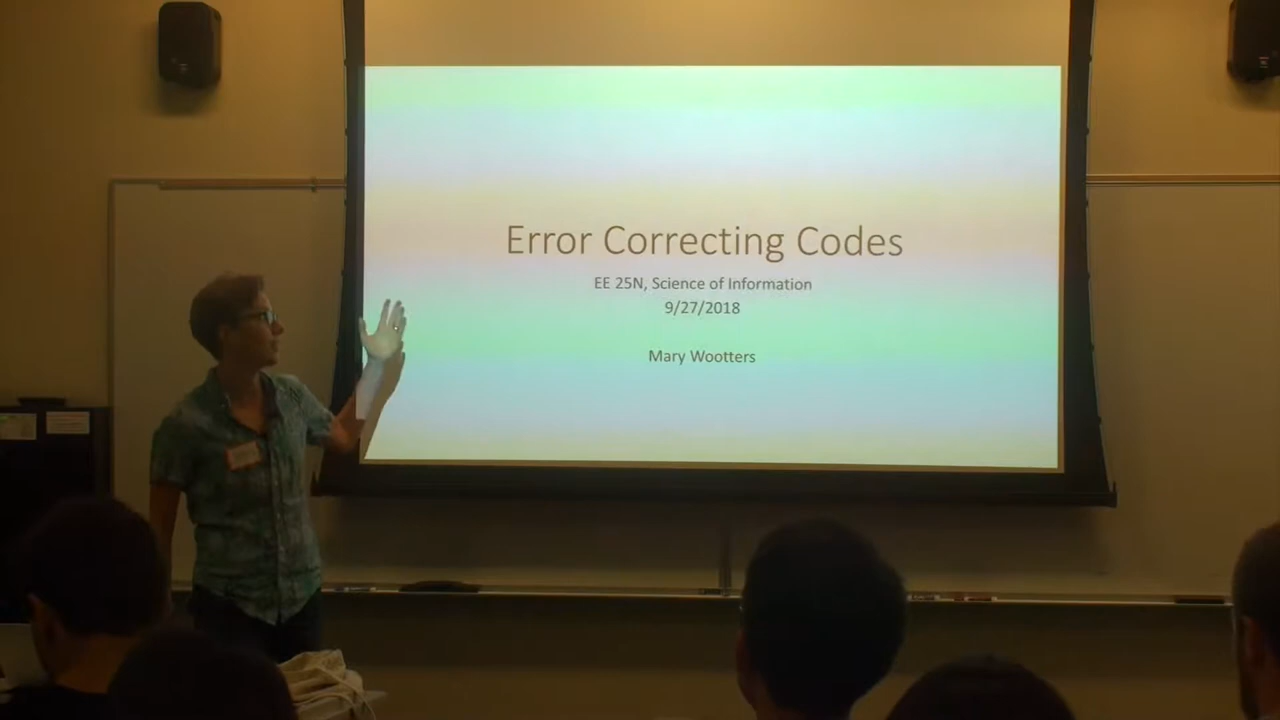 Error Correcting Codes
EE 25N, Science of Information
9/27/2018
Mary Wootters